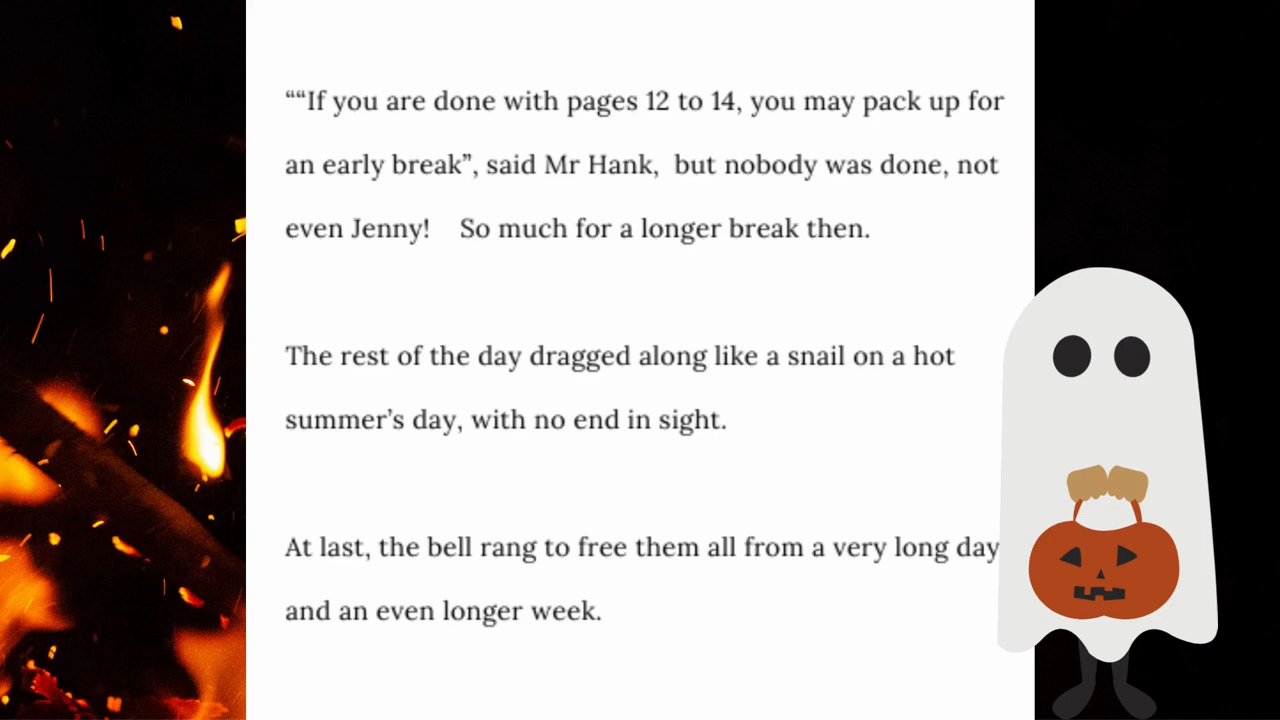 ““If you are done with pages 12 to 14, you may pack up for
an early break”, said Mr Hank,  but nobody was done, not
even Jenny!    So much for a longer break then.
The rest of the day dragged along like a snail on a hot
summer’s day, with no end in sight.
At last, the bell rang to free them all from a very long day
and an even longer week.